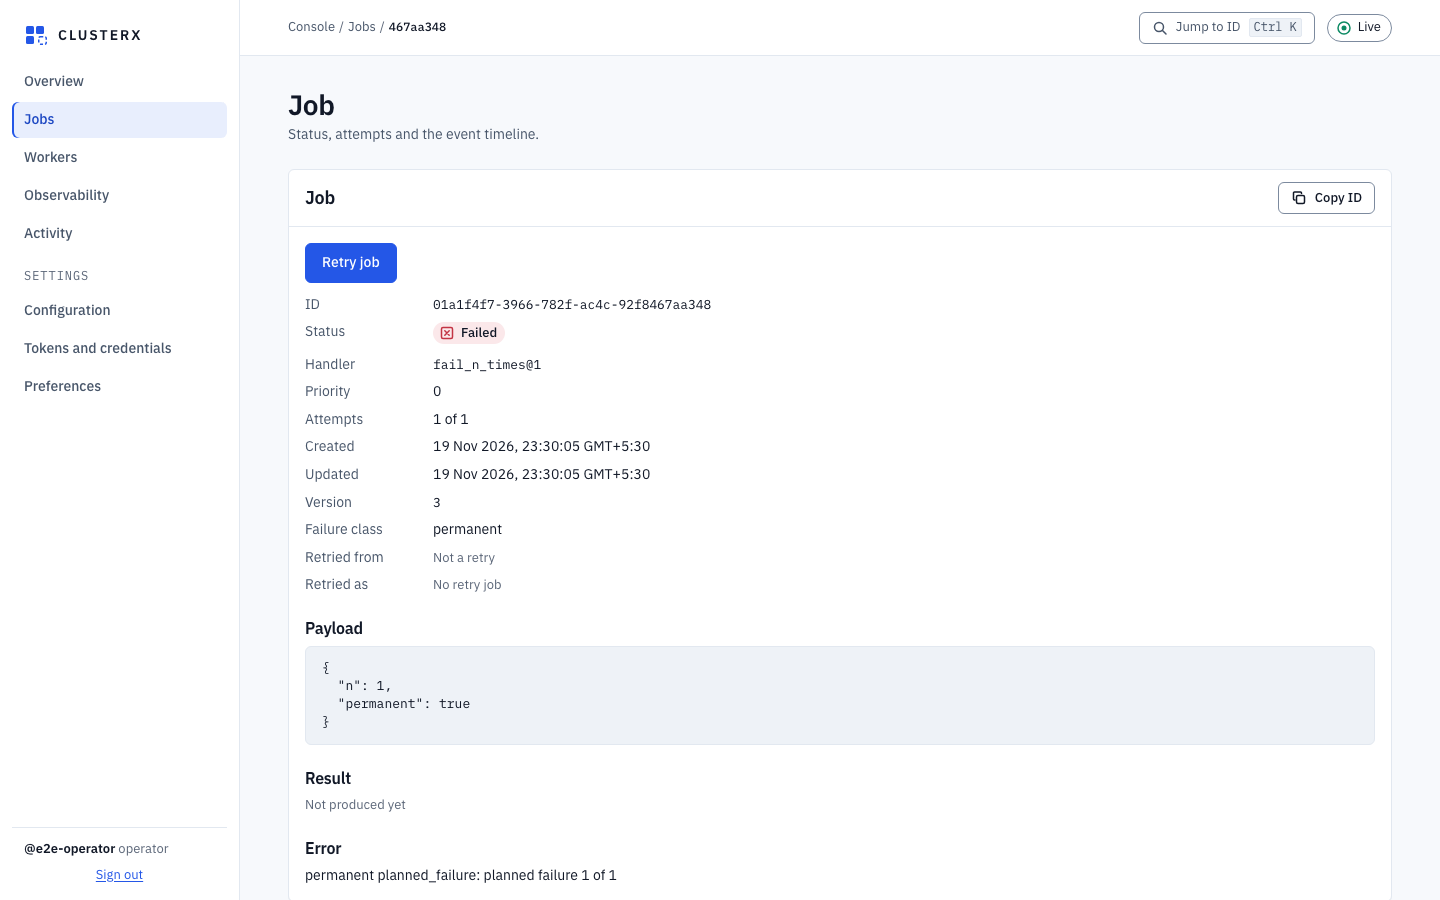 CLUSTERX
Overview
Jobs
Workers
Observability
Activity
SETTINGS
Configuration
Tokens and credentials
Preferences
@e2e-operator operator
Sign out
Console / Jobs / 467aa348
Jump to ID Ctrl K
Live
Job
Status, attempts and the event timeline.
Job
Copy ID
Retry job
ID 01a1f4f7-3966-782f-ac4c-92f8467aa348
Status Failed
Handler fail_n_times@1
Priority 0
Attempts 1 of 1
Created 19 Nov 2026, 23:30:05 GMT+5:30
Updated 19 Nov 2026, 23:30:05 GMT+5:30
Version 3
Failure class permanent
Retried from Not a retry
Retried as No retry job
Payload
{
"n": 1,
"permanent": true
}
Result
Not produced yet
Error
permanent planned_failure: planned failure 1 of 1